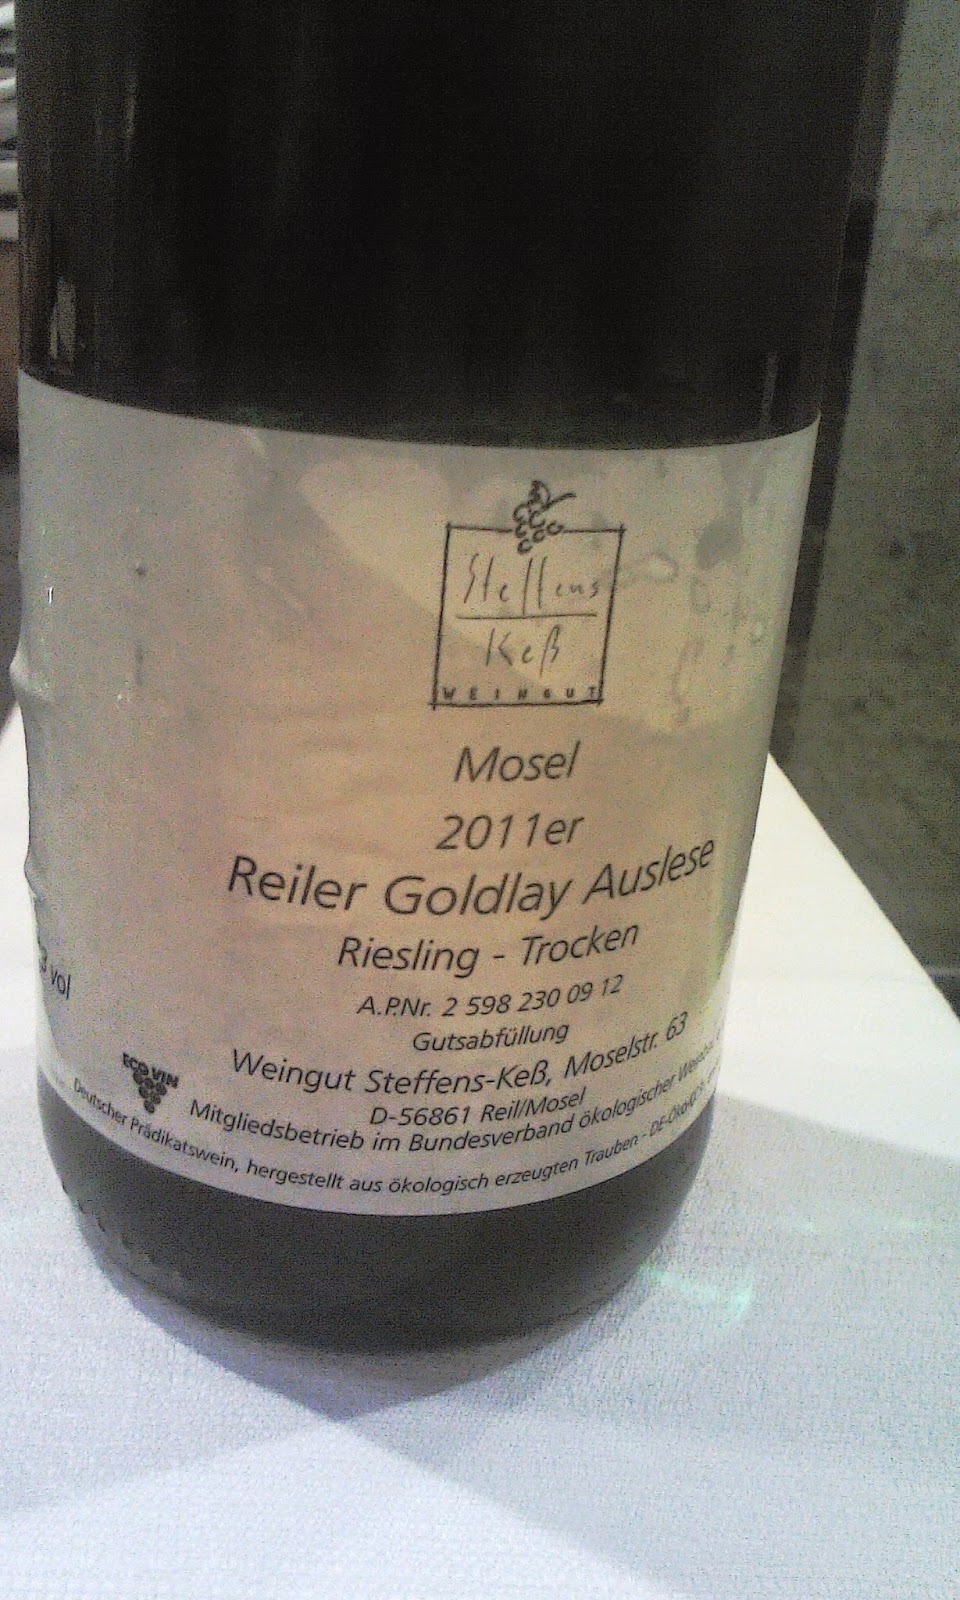 Steffens
Keß
WEINGUT
Mosel
2011er
Reiler Goldlay Auslese
Riesling - Trocken
A.P.Nr. 2 598 230 09 12
Gutsabfüllung
Weingut Steffens-Keß, Moselstr. 63
D-56861 Reil/Mosel
Mitgliedsbetrieb im Bundesverband ökologischer
Deutscher Prädikatswein, hergestellt aus ökologisch erzeugten Trauben -
vol
ECOVIN